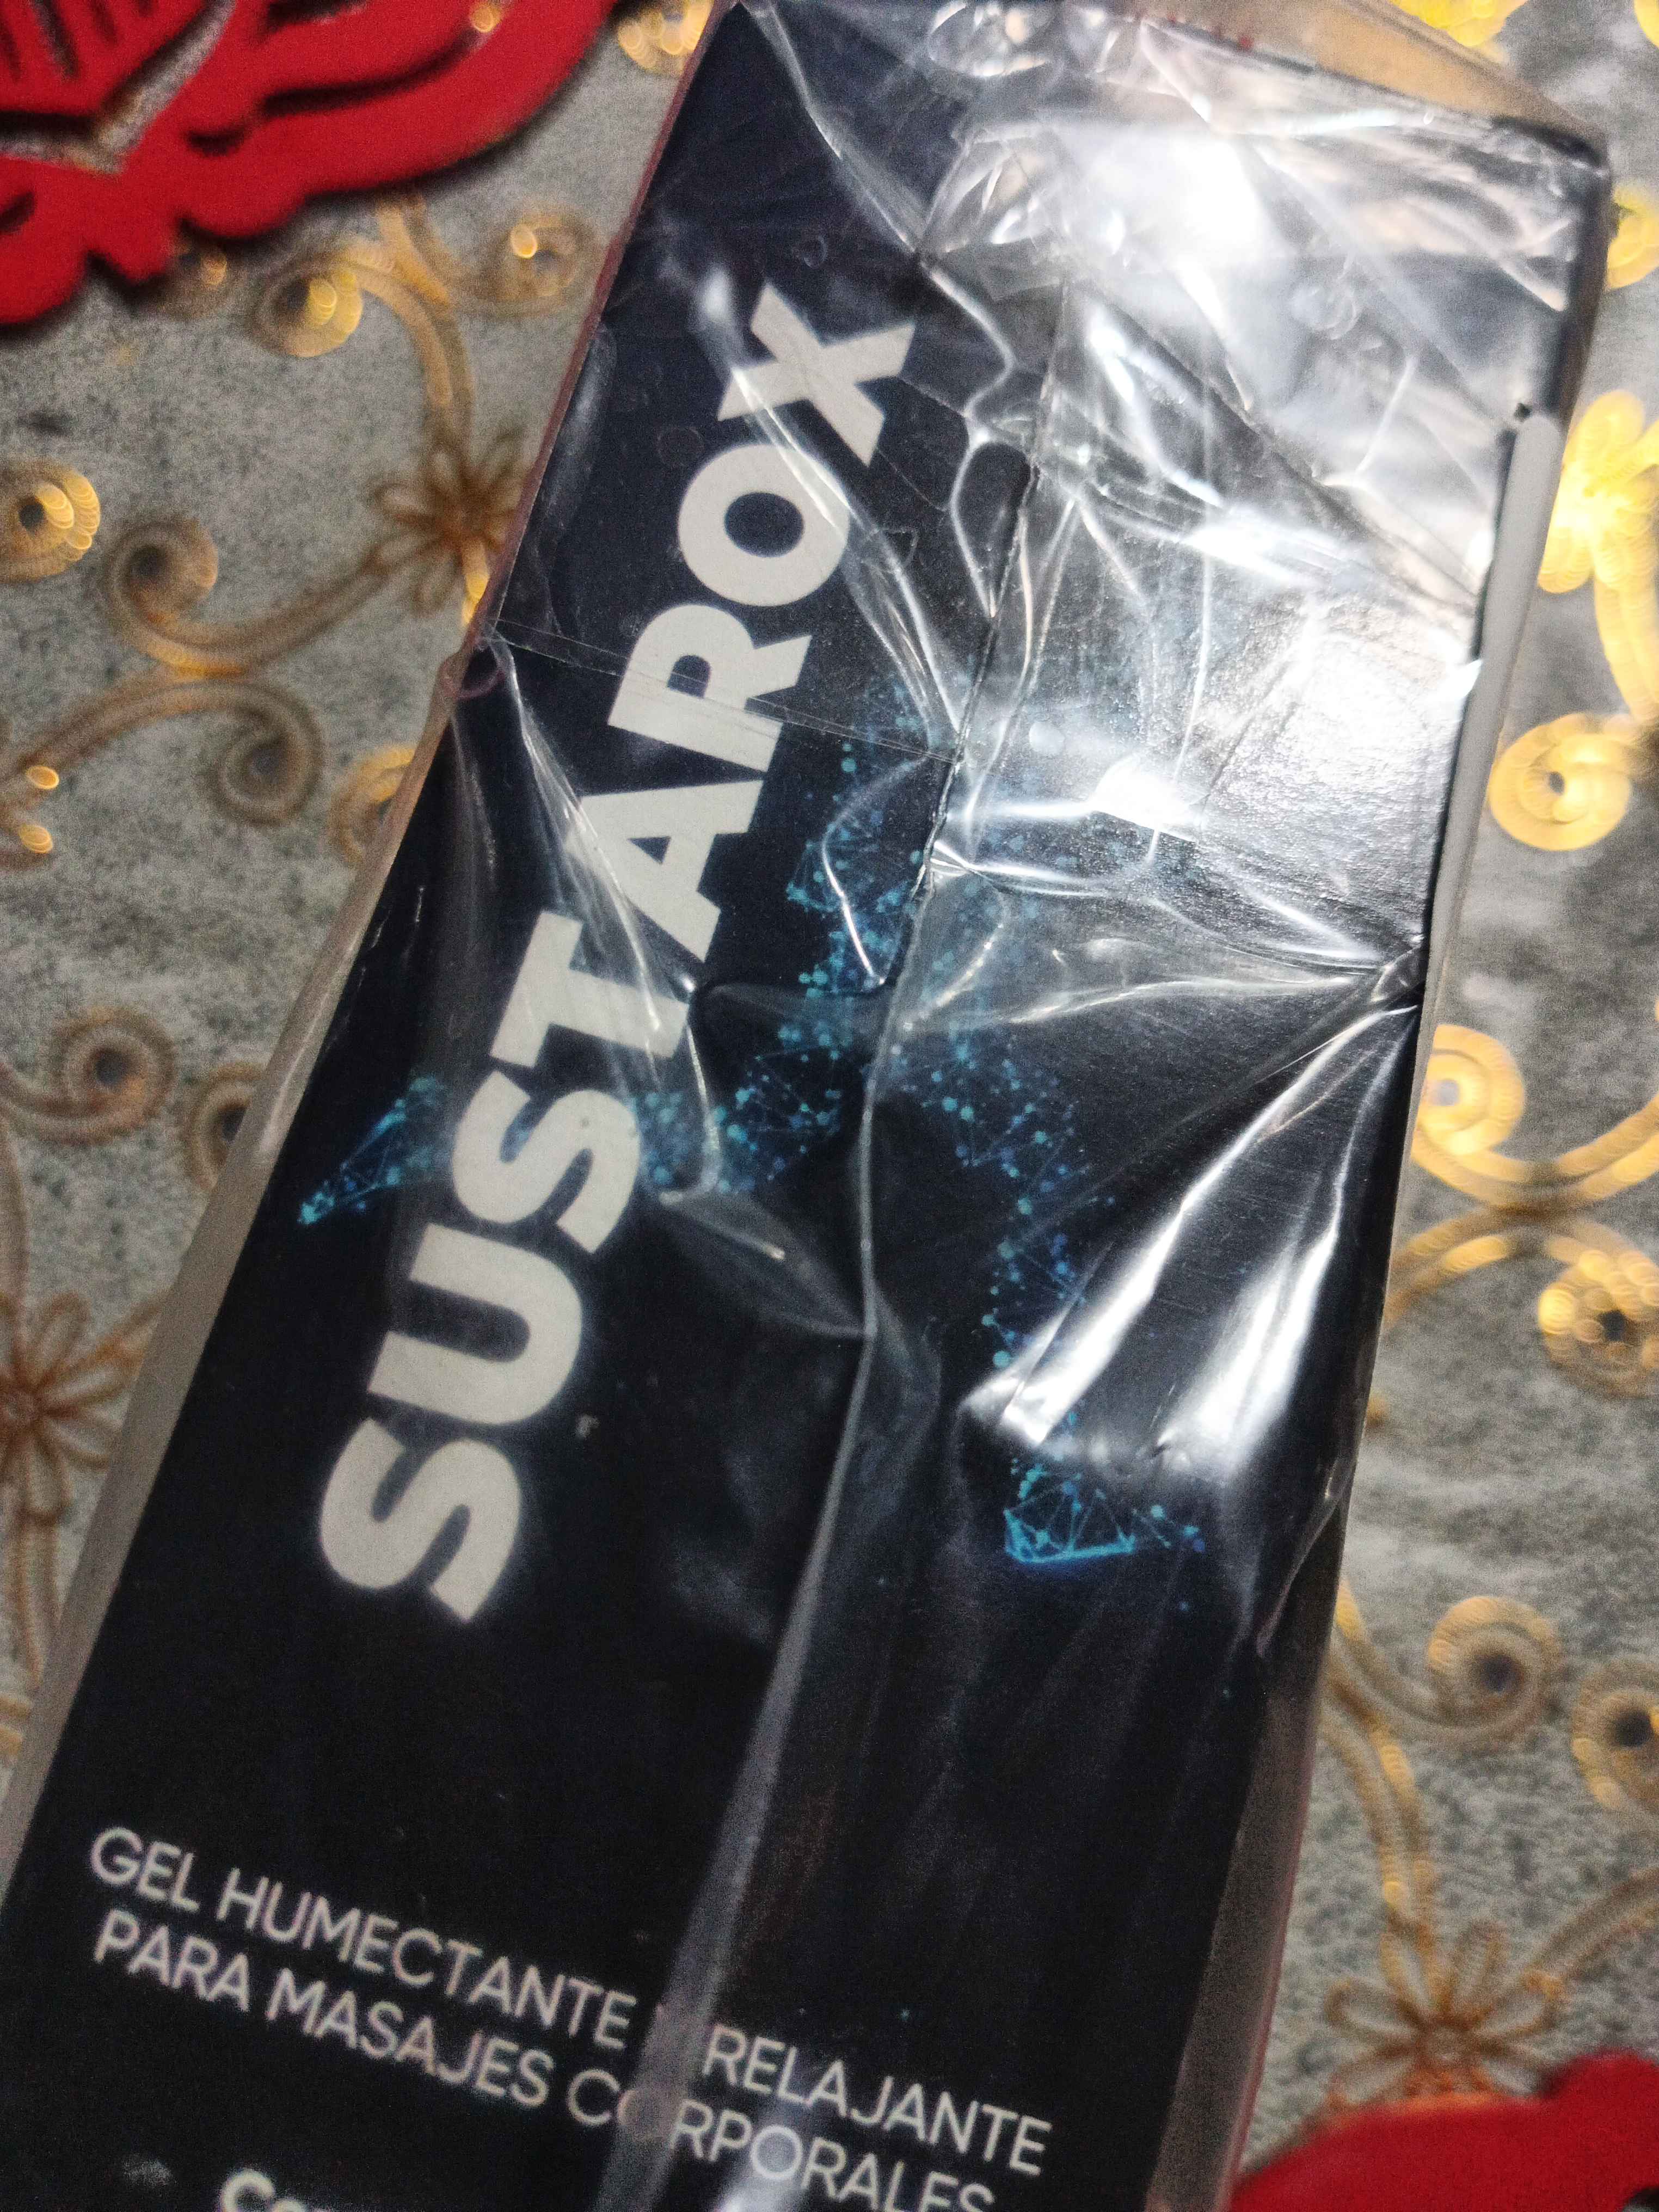 SUSTAROX
GEL HUMECTANTE RELAJANTE
PARA MASAJES CORPORALES